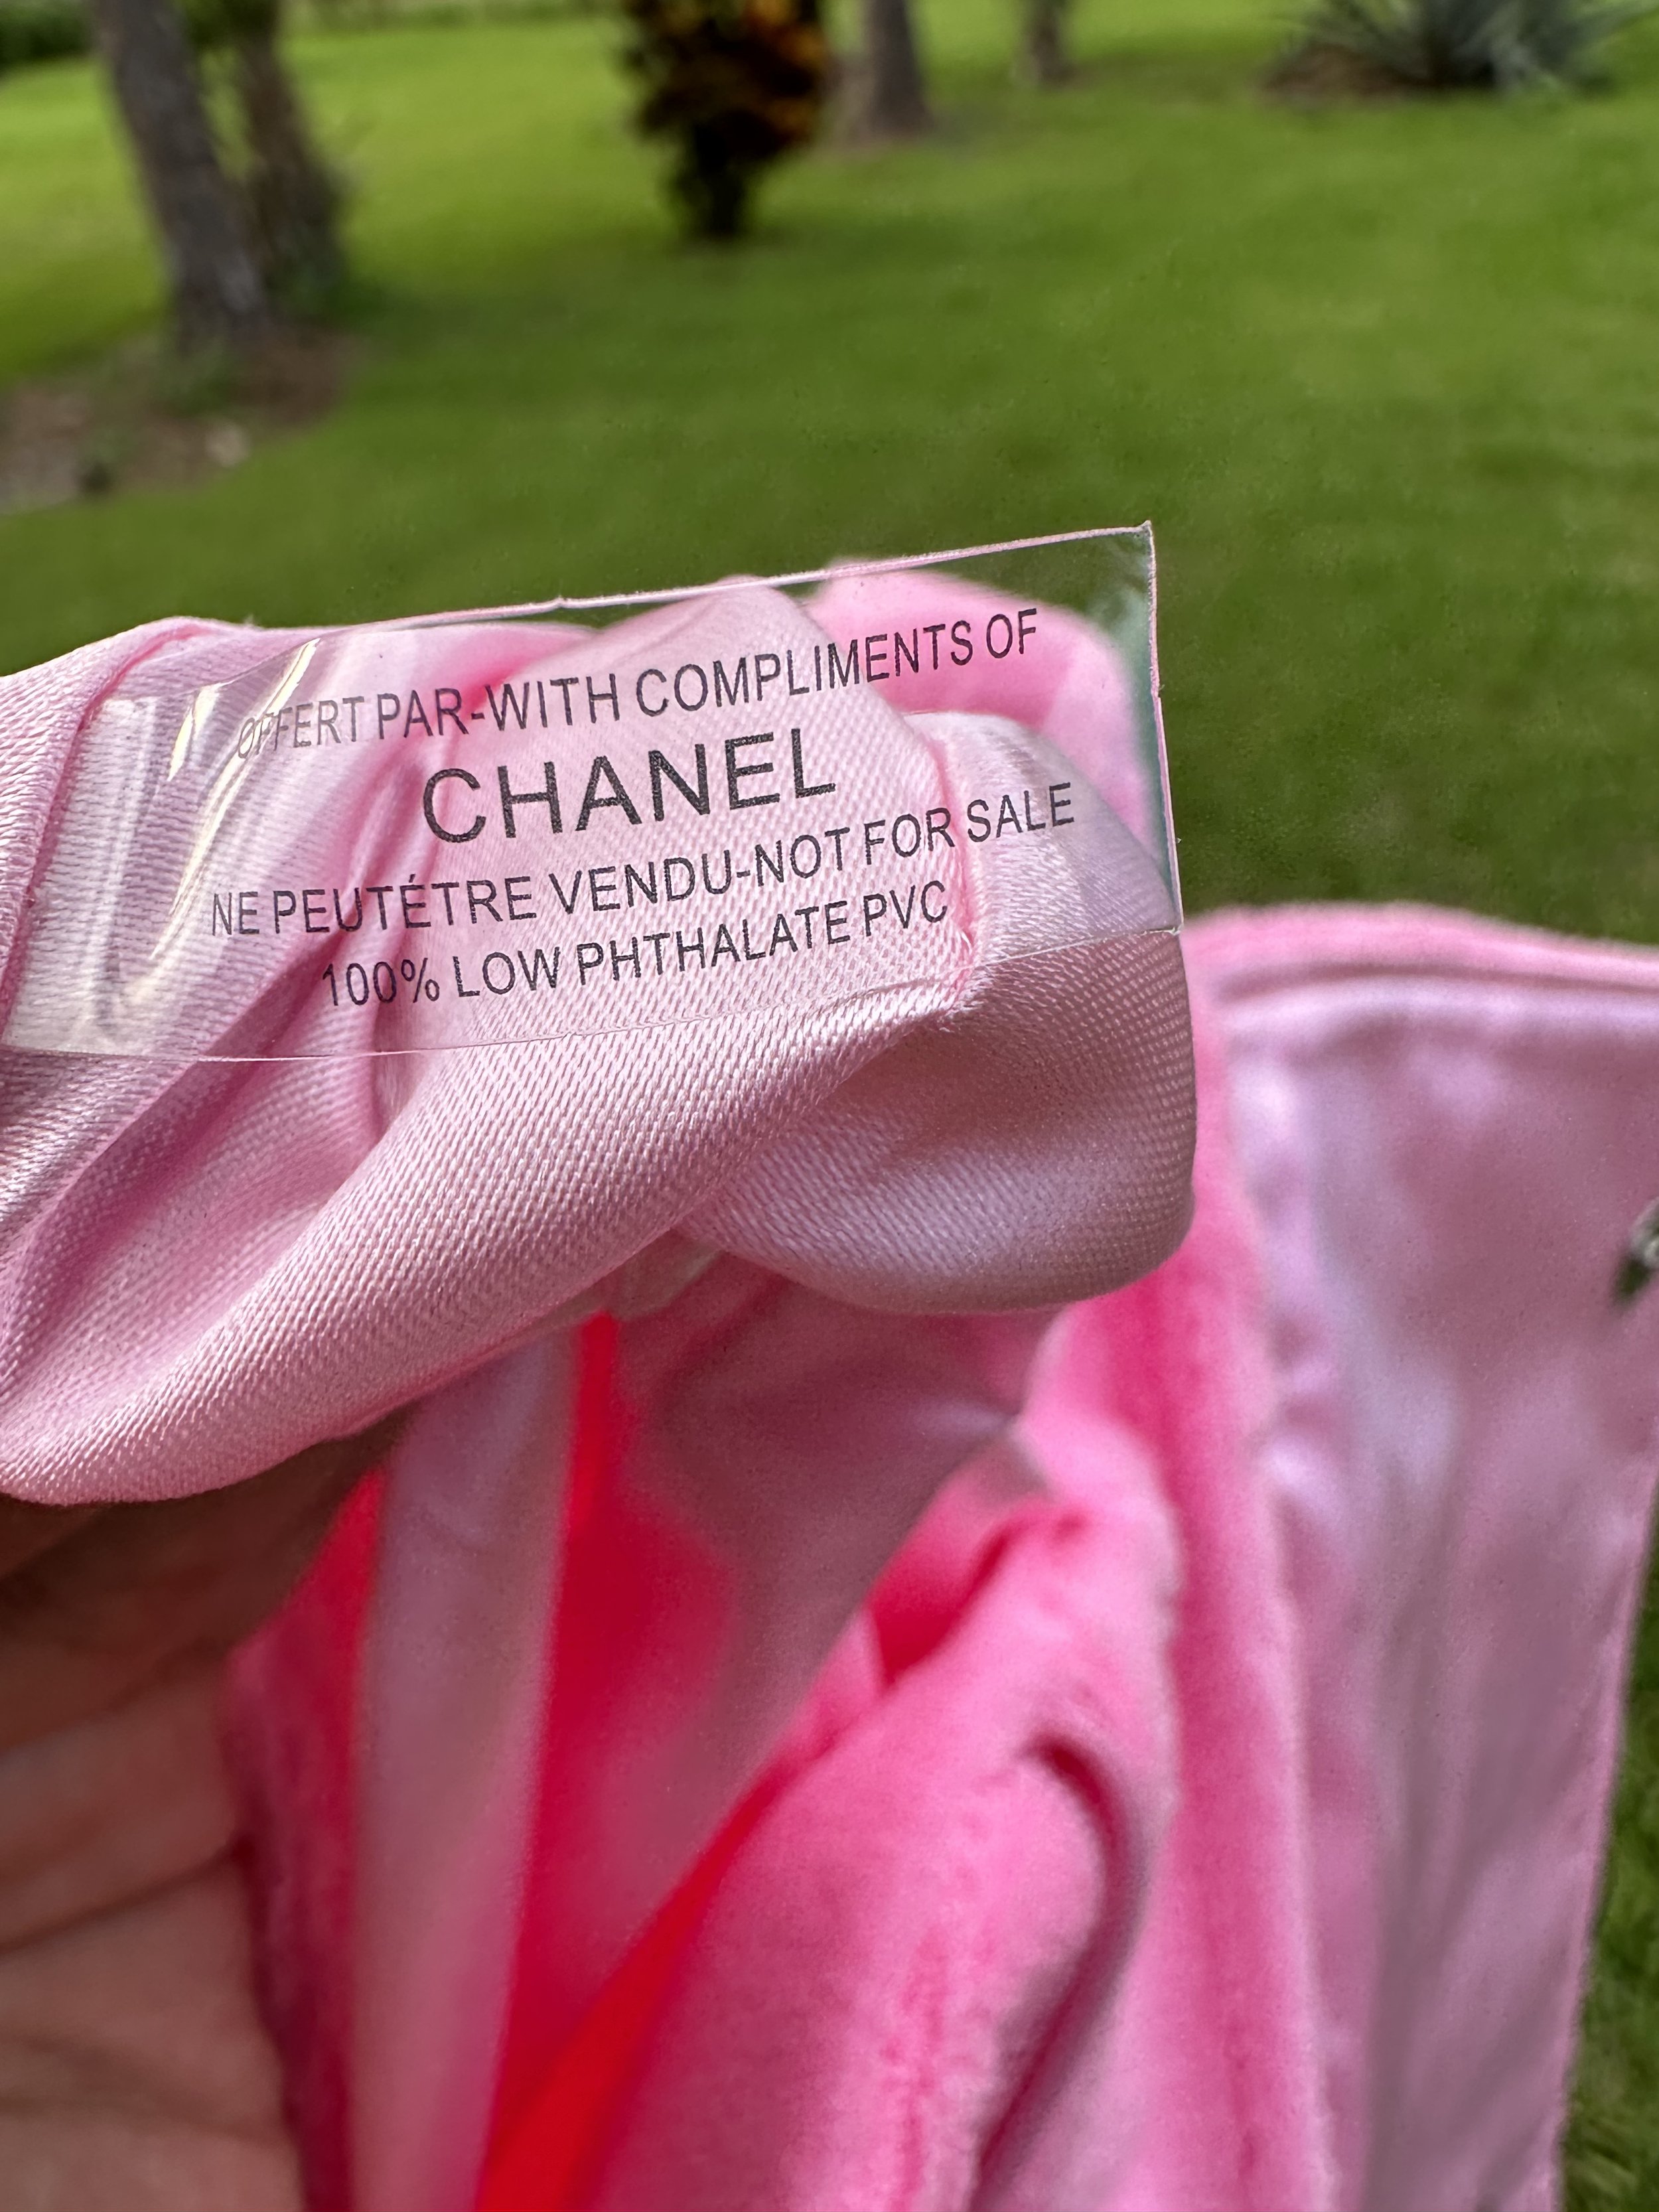 OFFERT PAR-WITH COMPLIMENTS OF
CHANEL
NE PEUTÉTRE VENDU-NOT FOR SALE
100% LOW PHTHALATE PVC